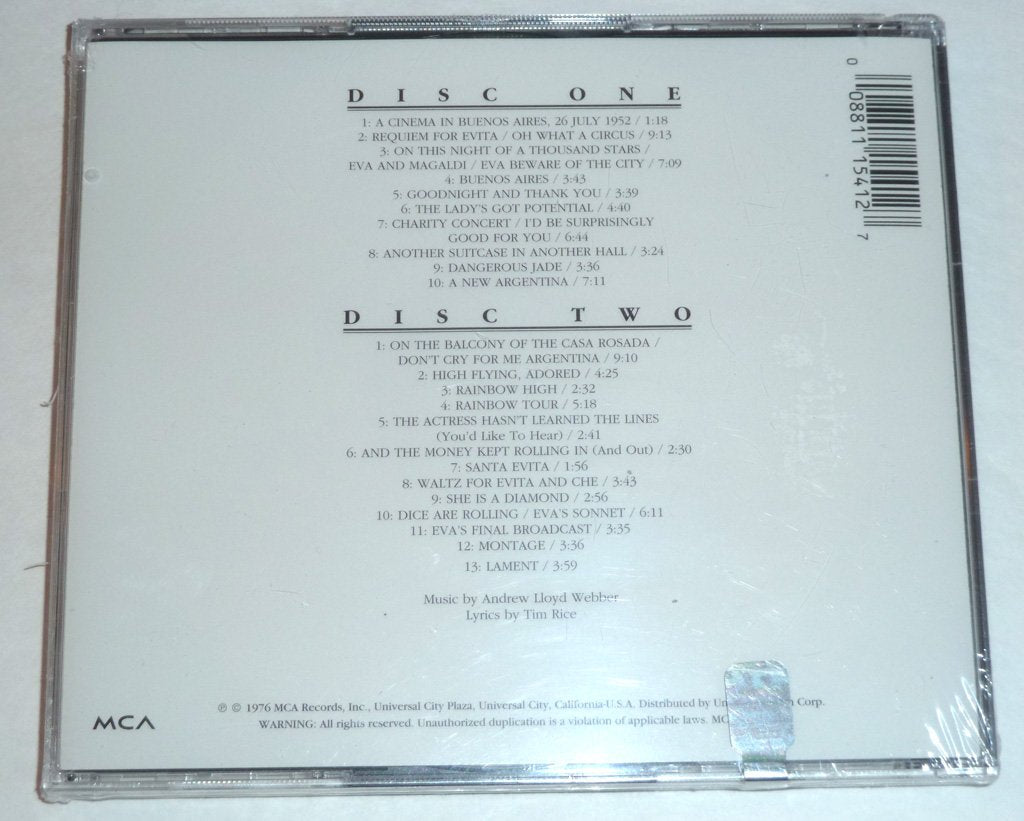 DISC ONE
1: A CINEMA IN BUENOS AIRES, 26 JULY 1952 / 1:18
2: REQUIEM FOR EVITA / OH WHAT A CIRCUS / 9:13
3: ON THIS NIGHT OF A THOUSAND STARS /
EVA AND MAGALDI / EVA BEWARE OF THE CITY / 7:09
4: BUENOS AIRES / 3:43
5: GOODNIGHT AND THANK YOU / 3:39
6: THE LADY'S GOT POTENTIAL / 4:40
7: CHARITY CONCERT / I'D BE SURPRISINGLY
GOOD FOR YOU / 6:44
8: ANOTHER SUITCASE IN ANOTHER HALL / 3:24
9: DANGEROUS JADE / 3:36
10: A NEW ARGENTINA / 7:11
DISC TWO
1: ON THE BALCONY OF THE CASA ROSADA /
DON'T CRY FOR ME ARGENTINA / 9:10
2: HIGH FLYING, ADORED / 4:25
3: RAINBOW HIGH / 2:32
4: RAINBOW TOUR / 5:18
5: THE ACTRESS HASN'T LEARNED THE LINES
(You'd Like To Hear) / 2:41
6: AND THE MONEY KEPT ROLLING IN (And Out) / 2:30
7: SANTA EVITA / 1:56
8: WALTZ FOR EVITA AND CHE / 3:43
9: SHE IS A DIAMOND / 2:56
10: DICE ARE ROLLING / EVA'S SONNET / 6:11
11: EVA'S FINAL BROADCAST / 3:35
12: MONTAGE / 3:36
13: LAMENT / 3:59
Music by Andrew Lloyd Webber
Lyrics by Tim Rice
℗ © 1976 MCA Records, Inc., Universal City Plaza, Universal City, California-U.S.A. Distributed by Corp.
WARNING: All rights reserved. Unauthorized duplication is a violation of applicable laws.
MCA
0 08811 15412 7